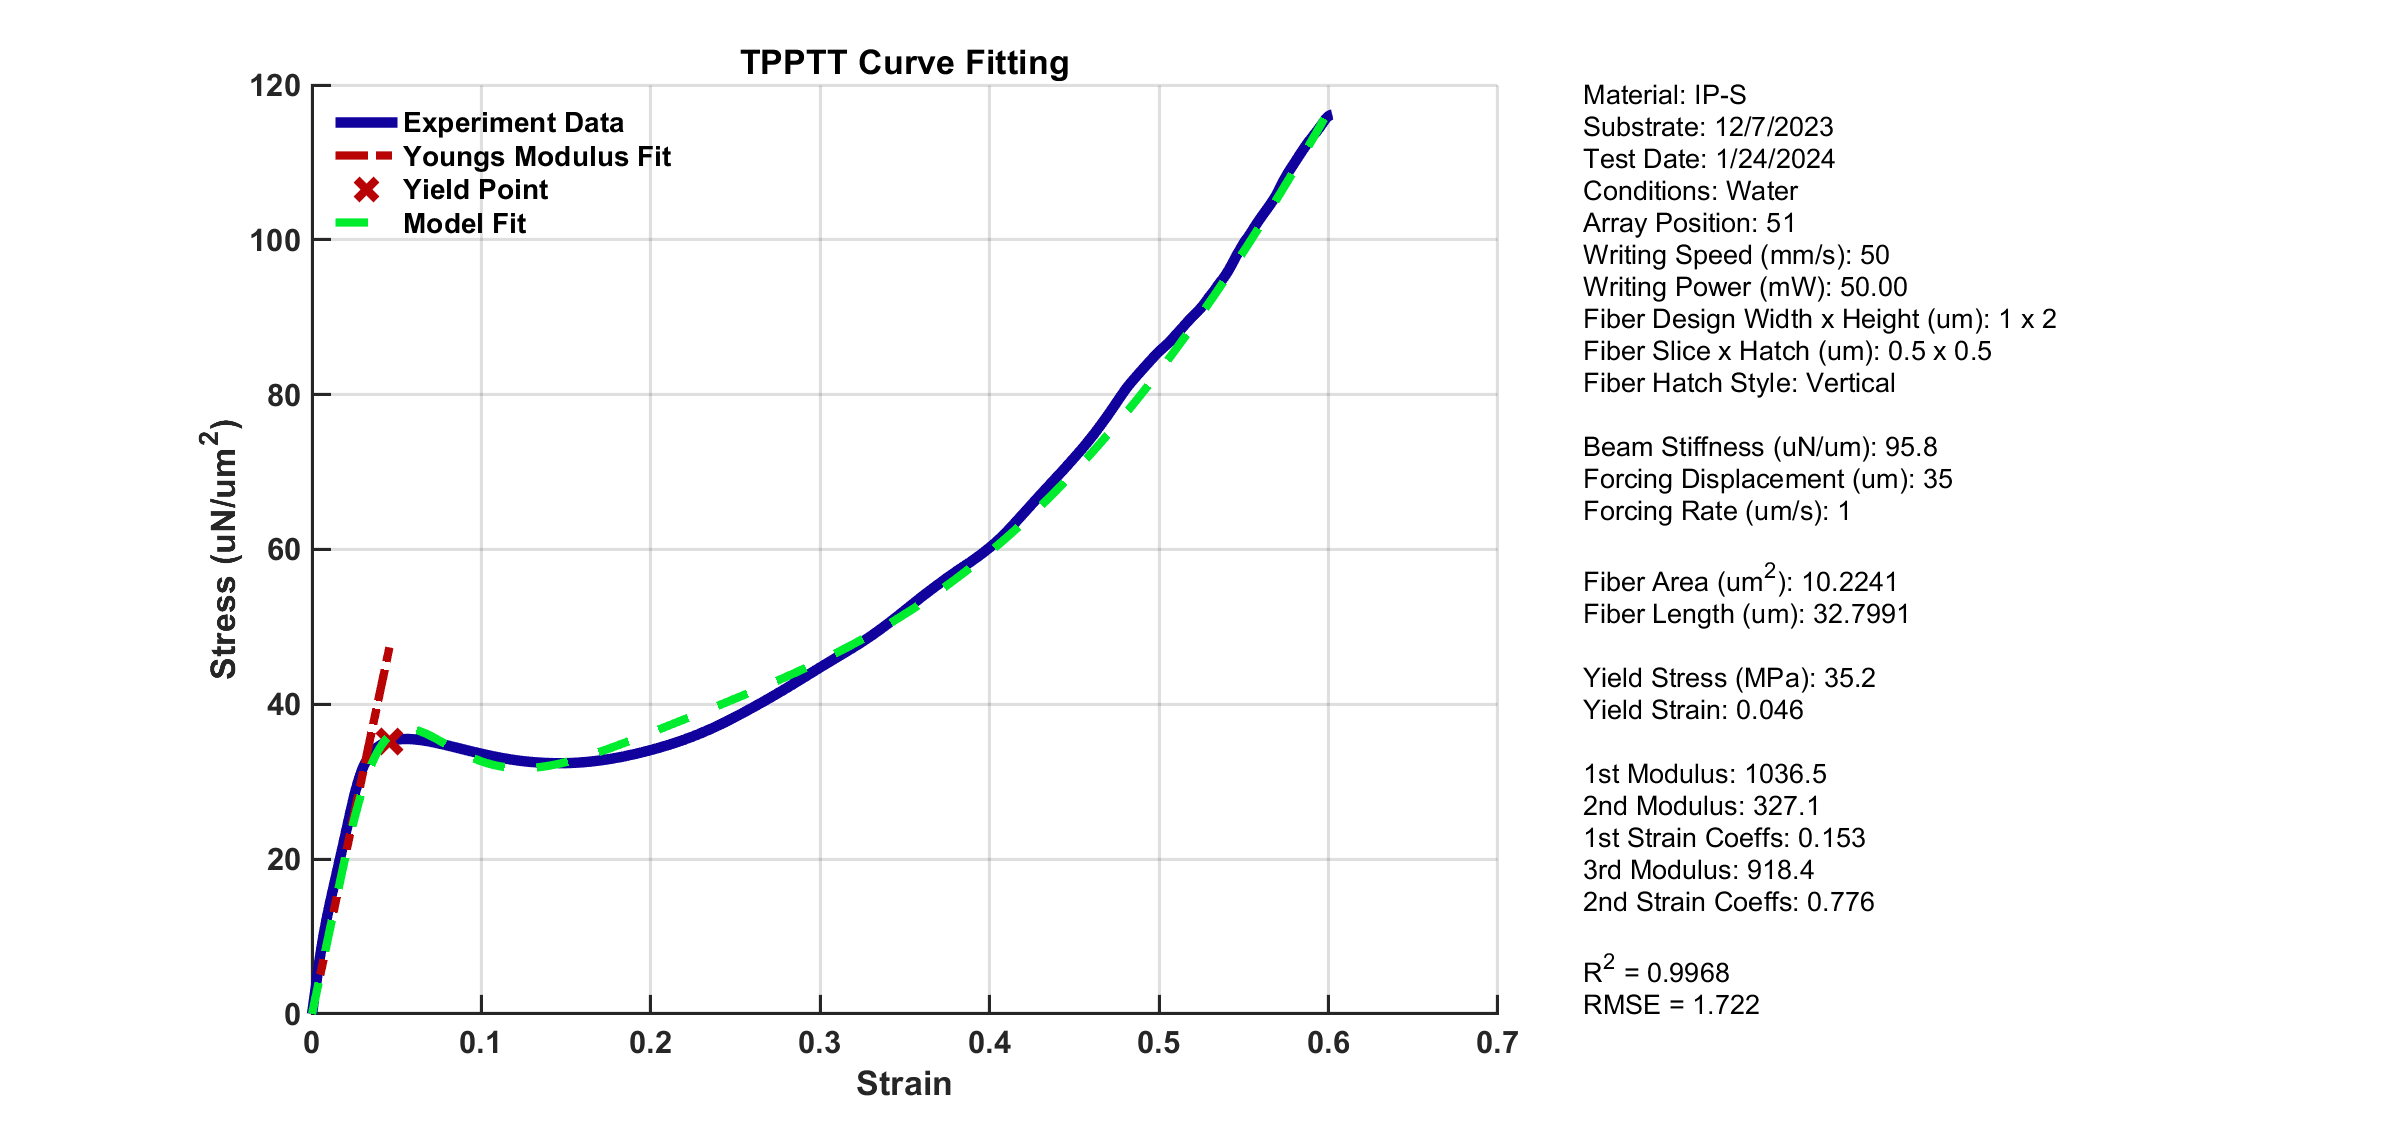 TPPTT Curve Fitting
120
100
80
60
40
20
0
Stress (uN/um²)
Experiment Data
Youngs Modulus Fit
Yield Point
Model Fit
0 0.1 0.2 0.3 0.4 0.5 0.6 0.7
Strain
Material: IP-S
Substrate: 12/7/2023
Test Date: 1/24/2024
Conditions: Water
Array Position: 51
Writing Speed (mm/s): 50
Writing Power (mW): 50.00
Fiber Design Width x Height (um): 1 x 2
Fiber Slice x Hatch (um): 0.5 x 0.5
Fiber Hatch Style: Vertical
Beam Stiffness (uN/um): 95.8
Forcing Displacement (um): 35
Forcing Rate (um/s): 1
Fiber Area (um²): 10.2241
Fiber Length (um): 32.7991
Yield Stress (MPa): 35.2
Yield Strain: 0.046
1st Modulus: 1036.5
2nd Modulus: 327.1
1st Strain Coeffs: 0.153
3rd Modulus: 918.4
2nd Strain Coeffs: 0.776
R² = 0.9968
RMSE = 1.722